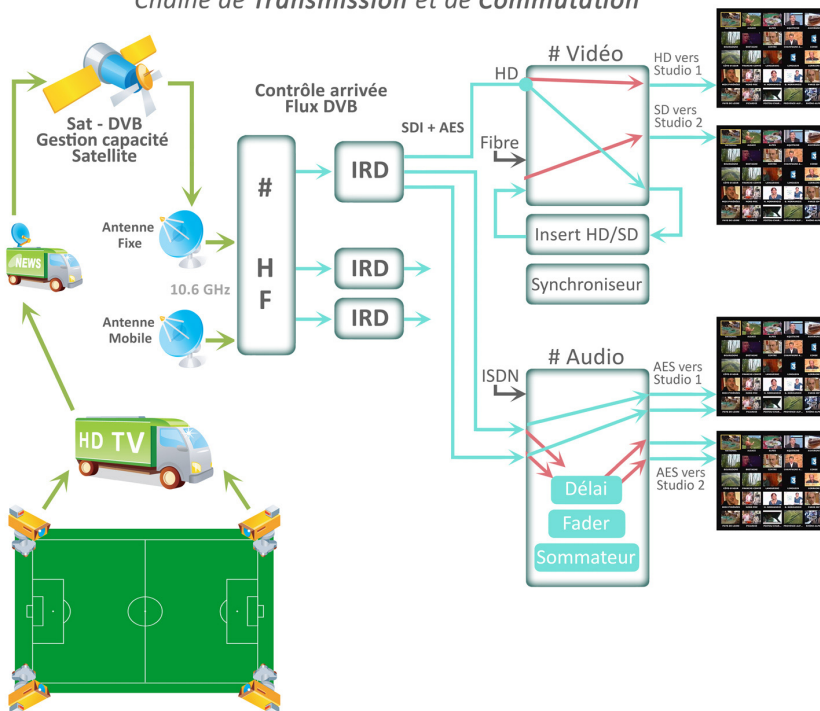 Chaîne de Transmission et de Commutation
# Vidéo
HD
HD vers
Studio 1
SD vers
Studio 2
Fibre
Insert HD/SD
Synchroniseur
Sat - DVB
Gestion capacité
Satellite
Contrôle arrivée
Flux DVB
SDI + AES
IRD
#
H
F
IRD
IRD
Antenne
Fixe
10.6 GHz
Antenne
Mobile
NEWS
HD TV
# Audio
ISDN
AES vers
Studio 1
AES vers
Studio 2
Délai
Fader
Sommateur